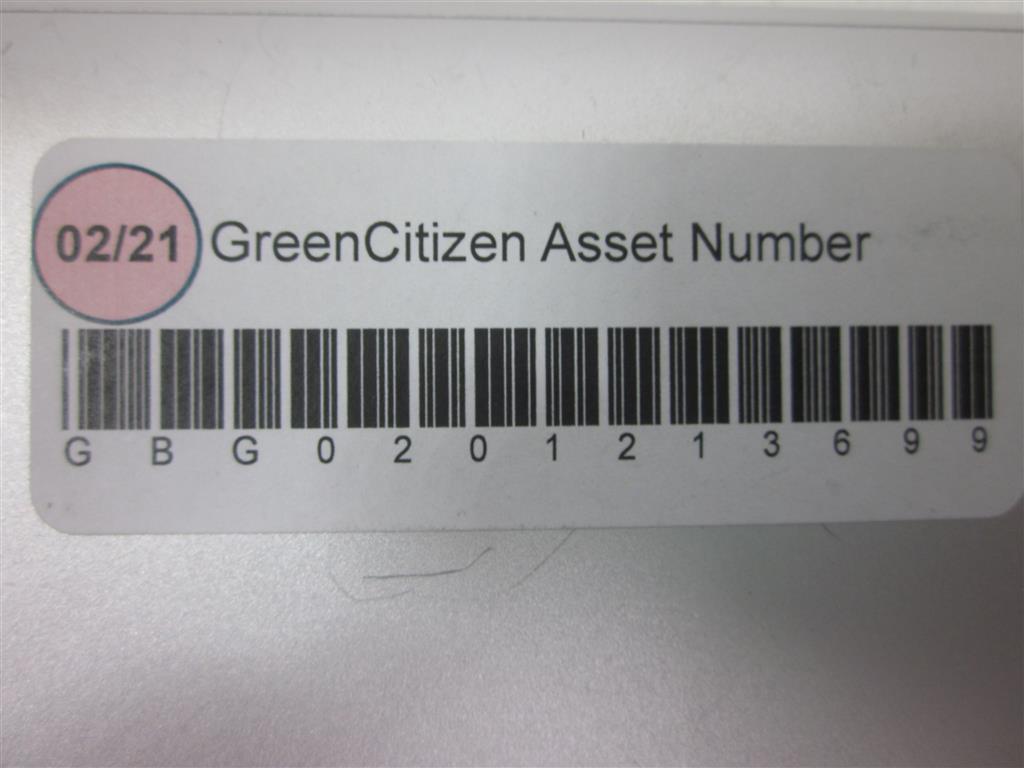 02/21 GreenCitizen Asset Number
G B G 0 2 0 1 2 1 3 6 9 9